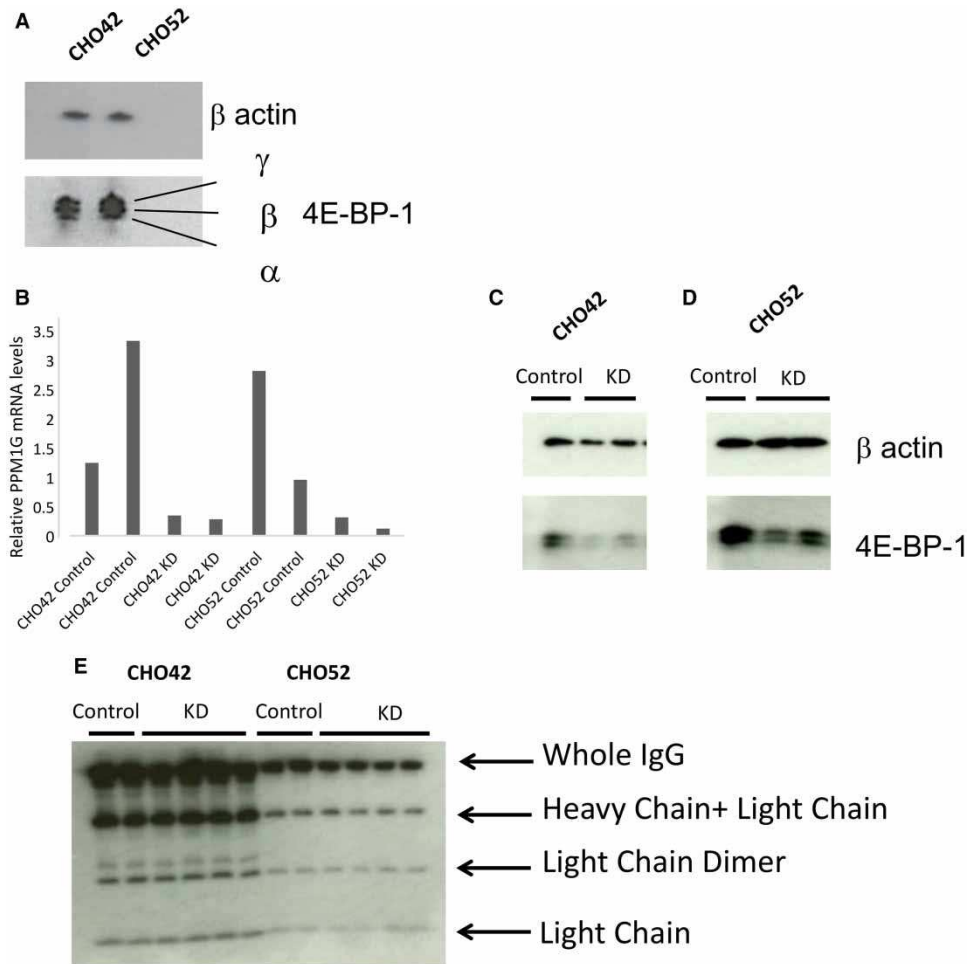 A
CHO42 CHO52
β actin
γ
β 4E-BP-1
α
B
Relative PPM1G mRNA levels
3.5
3
2.5
2
1.5
1
0.5
0
CHO42 Control
CHO42 Control
CHO42 KD
CHO42 KD
CHO52 Control
CHO52 Control
CHO52 KD
CHO52 KD
C
CHO42
Control KD
D
CHO52
Control KD
β actin
4E-BP-1
E
CHO42 CHO52
Control KD Control KD
Whole IgG
Heavy Chain+ Light Chain
Light Chain Dimer
Light Chain